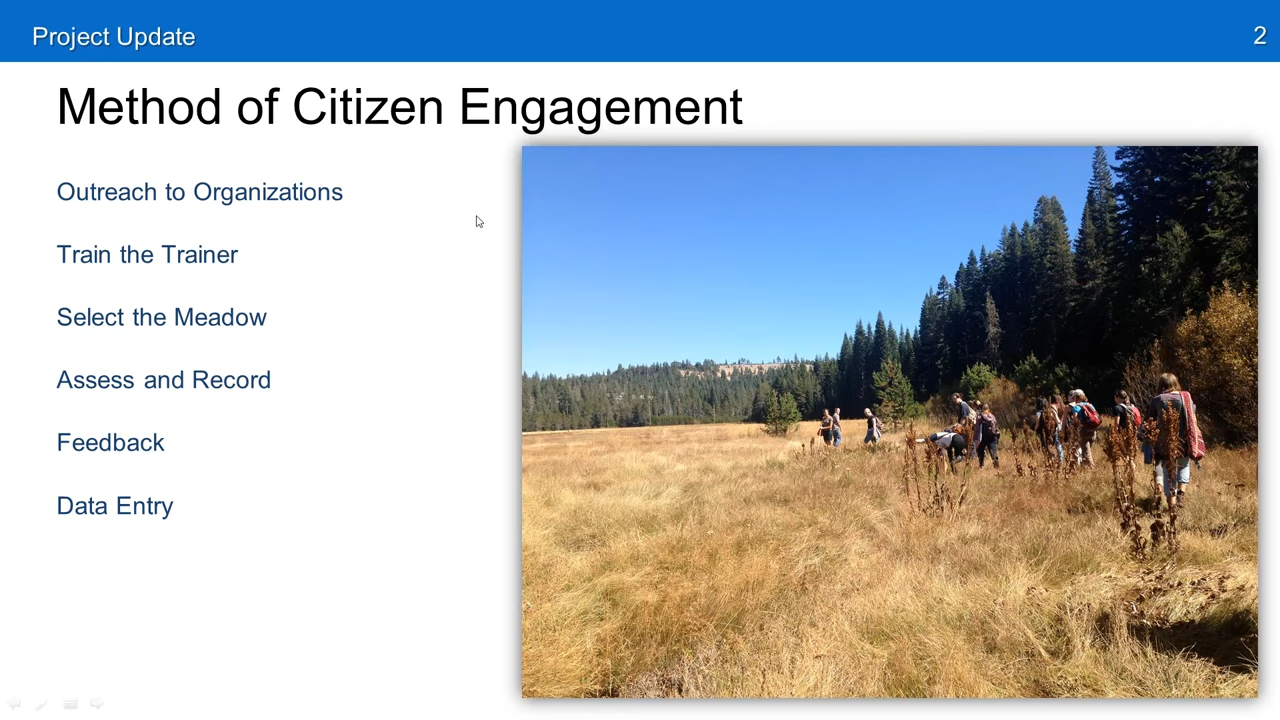 Project Update
2
Method of Citizen Engagement
Outreach to Organizations
Train the Trainer
Select the Meadow
Assess and Record
Feedback
Data Entry